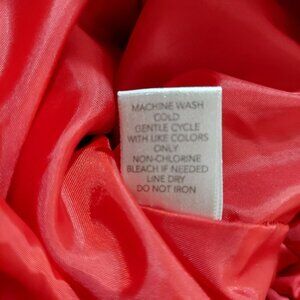 MACHINE WASH
COLD
GENTLE CYCLE
WITH LIKE COLORS
ONLY
NON-CHLORINE
BLEACH IF NEEDED
LINE DRY
DO NOT IRON